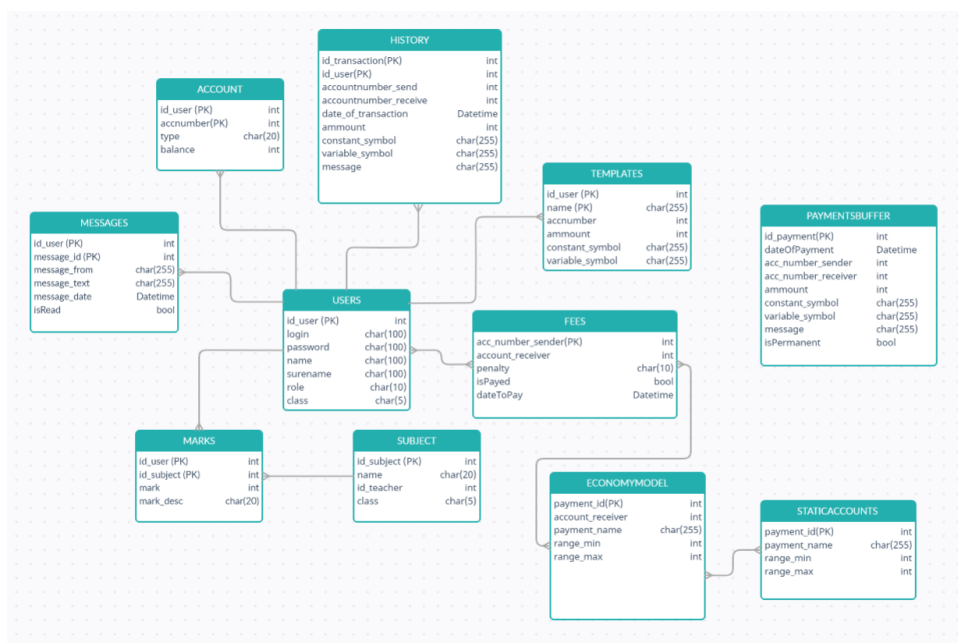 HISTORY
id_transaction(PK) int
id_user(PK) int
accountnumber_send int
accountnumber_receive int
date_of_transaction Datetime
ammount int
constant_symbol char(255)
variable_symbol char(255)
message char(255)
ACCOUNT
id_user (PK) int
accnumber(PK) int
type char(20)
balance int
TEMPLATES
id_user (PK) int
name (PK) char(255)
accnumber int
ammount int
constant_symbol char(255)
variable_symbol char(255)
MESSAGES
id_user (PK) int
message_id (PK) int
message_from char(255)
message_text char(255)
message_date Datetime
isRead bool
PAYMENTSBUFFER
id_payment(PK) int
dateOfPayment Datetime
acc_number_sender int
acc_number_receiver int
ammount int
constant_symbol char(255)
variable_symbol char(255)
message char(255)
isPermanent bool
USERS
id_user (PK) int
login char(100)
password char(100)
name char(100)
surename char(100)
role char(10)
class char(5)
FEES
acc_number_sender(PK) int
account_receiver int
penalty char(10)
isPayed bool
dateToPay Datetime
MARKS
id_user (PK) int
id_subject (PK) int
mark int
mark_desc char(20)
SUBJECT
id_subject (PK) int
name char(20)
id_teacher int
class char(5)
ECONOMYMODEL
payment_id(PK) int
account_receiver int
payment_name char(255)
range_min int
range_max int
STATICACCOUNTS
payment_id(PK) int
payment_name char(255)
range_min int
range_max int